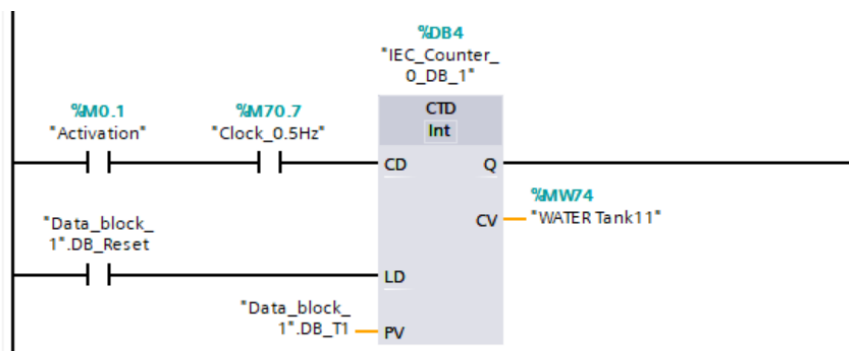 %DB4
"IEC_Counter_
0_DB_1"
%M0.1
"Activation"
%M70.7
"Clock_0.5Hz"
CTD
Int
CD
Q
%MW74
CV
"WATER Tank11"
"Data_block_
1".DB_Reset
LD
"Data_block_
1".DB_T1
PV